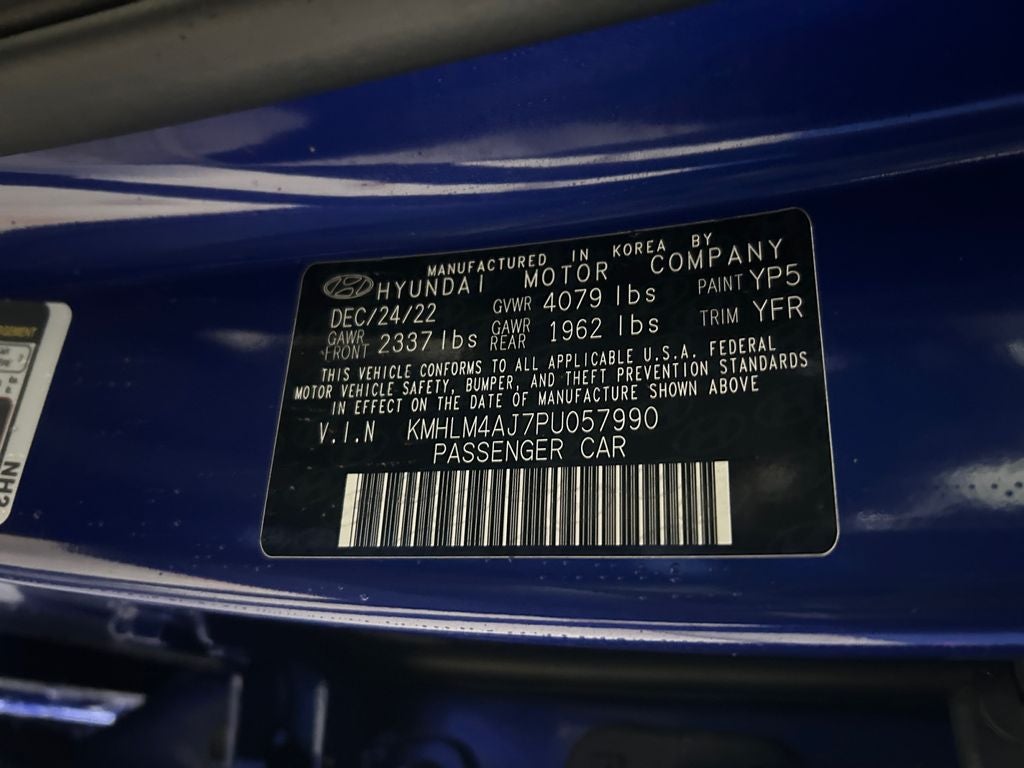 MANUFACTURED IN KOREA BY
HYUNDAI MOTOR COMPANY
DEC/24/22 GVWR 4079 lbs PAINT YP5
GAWR FRONT 2337 lbs GAWR REAR 1962 lbs TRIM YFR
THIS VEHICLE CONFORMS TO ALL APPLICABLE U.S.A. FEDERAL
MOTOR VEHICLE SAFETY, BUMPER, AND THEFT PREVENTION STANDARDS
IN EFFECT ON THE DATE OF MANUFACTURE SHOWN ABOVE
V.I.N KMHLM4AJ7PU057990
PASSENGER CAR